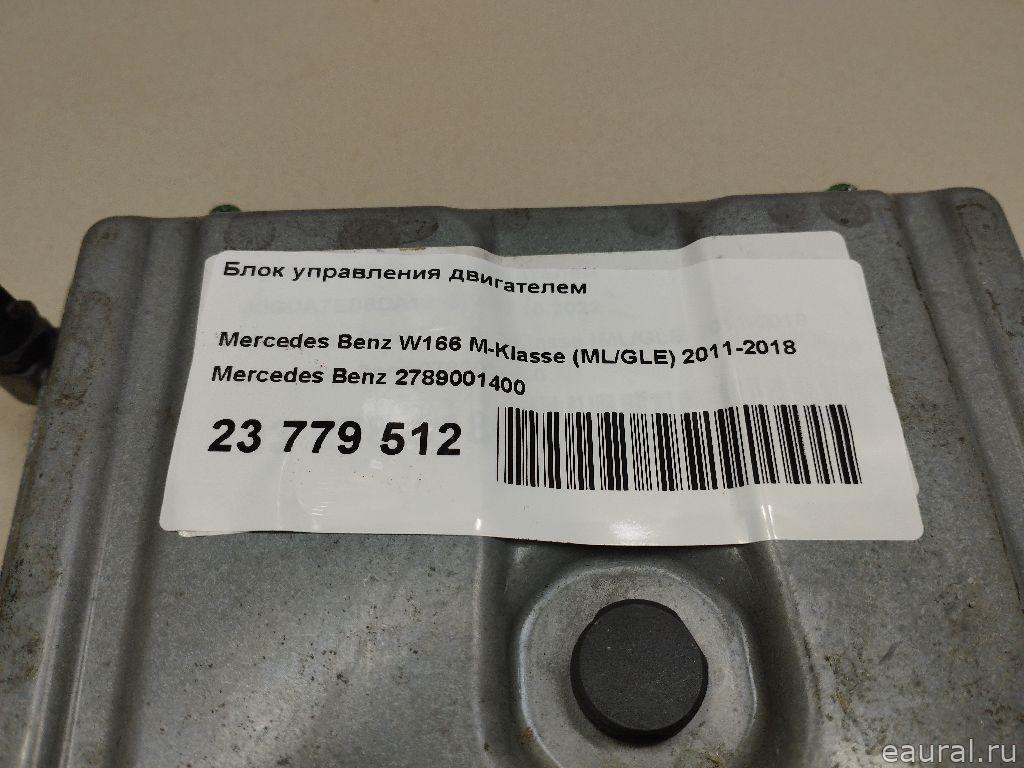 Блок управления двигателем
Mercedes Benz W166 M-Klasse (ML/GLE) 2011-2018
Mercedes Benz 2789001400
23 779 512
eaural.ru